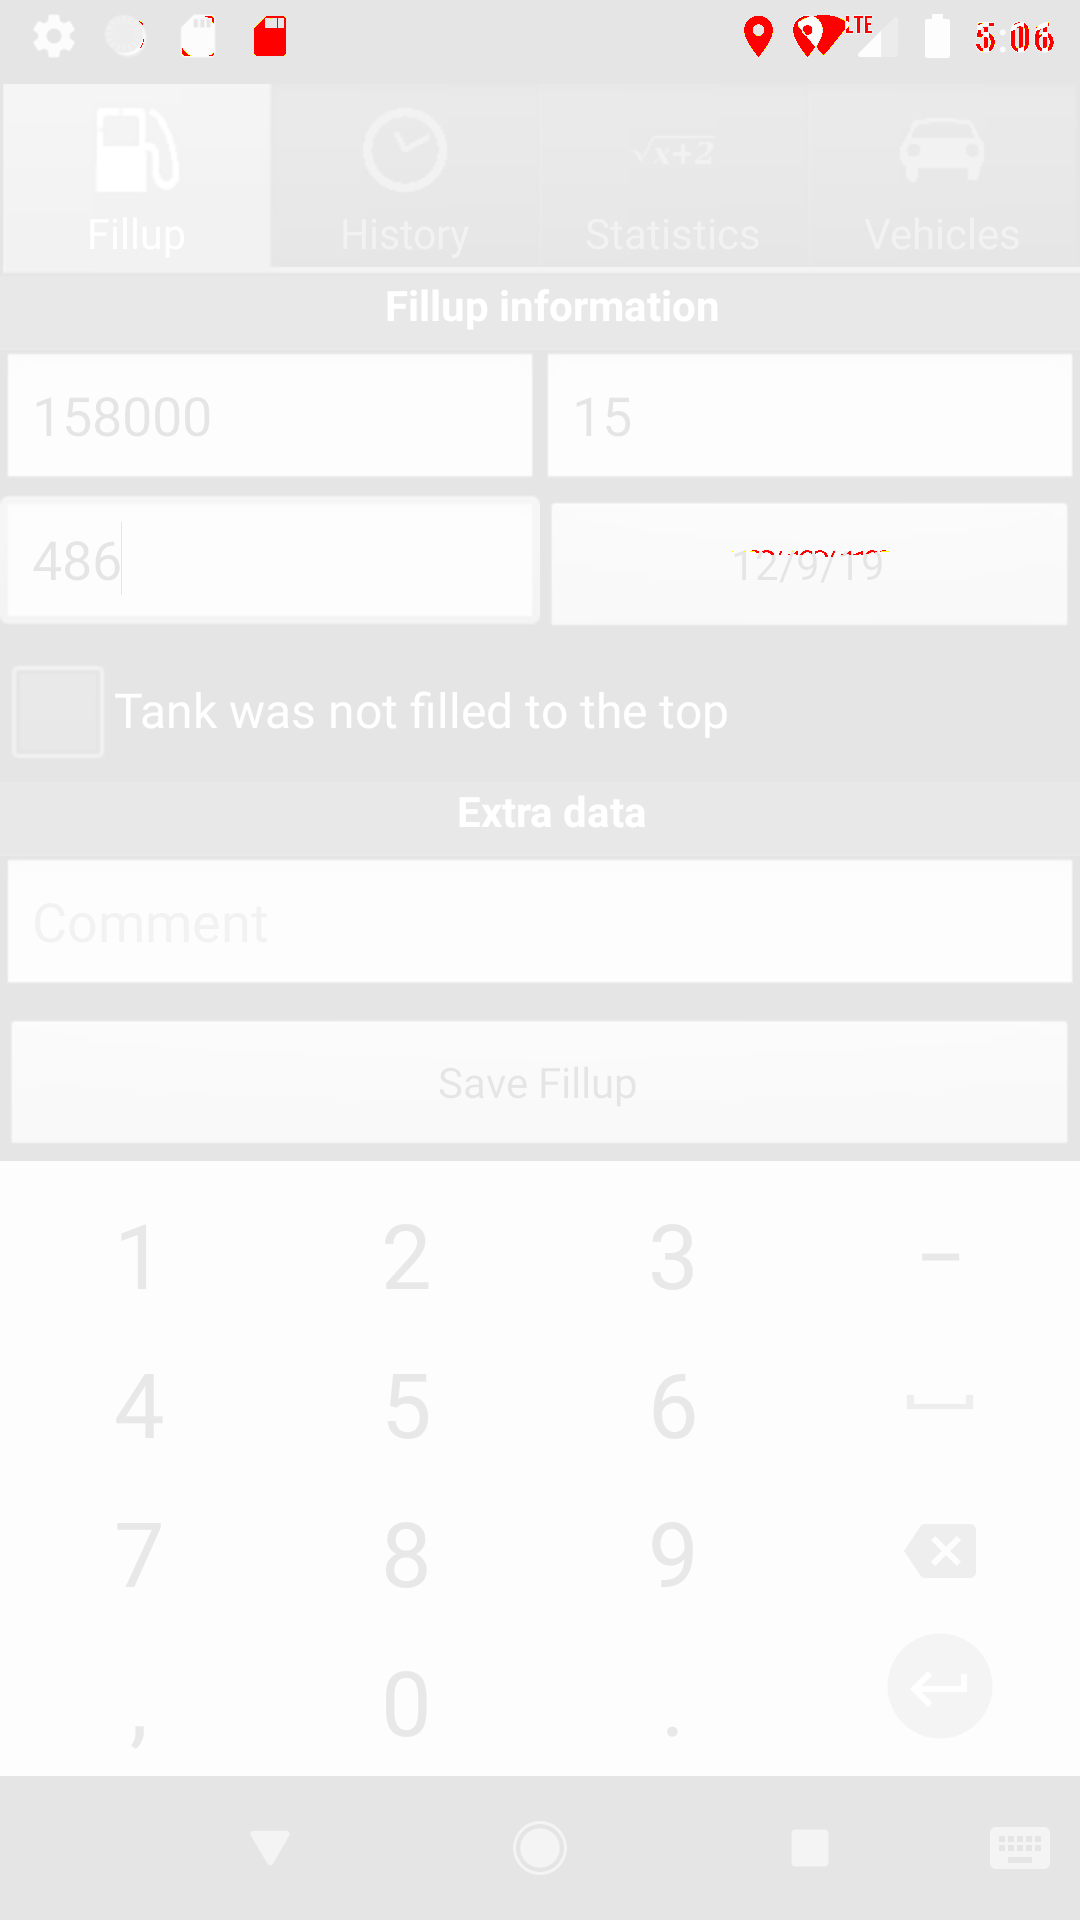 LTE 5:06
Fillup History √x+2 Statistics Vehicles
Fillup information
158000 15
486 12/9/19
Tank was not filled to the top
Extra data
Comment
Save Fillup
1 2 3 –
4 5 6
7 8 9
, 0 .